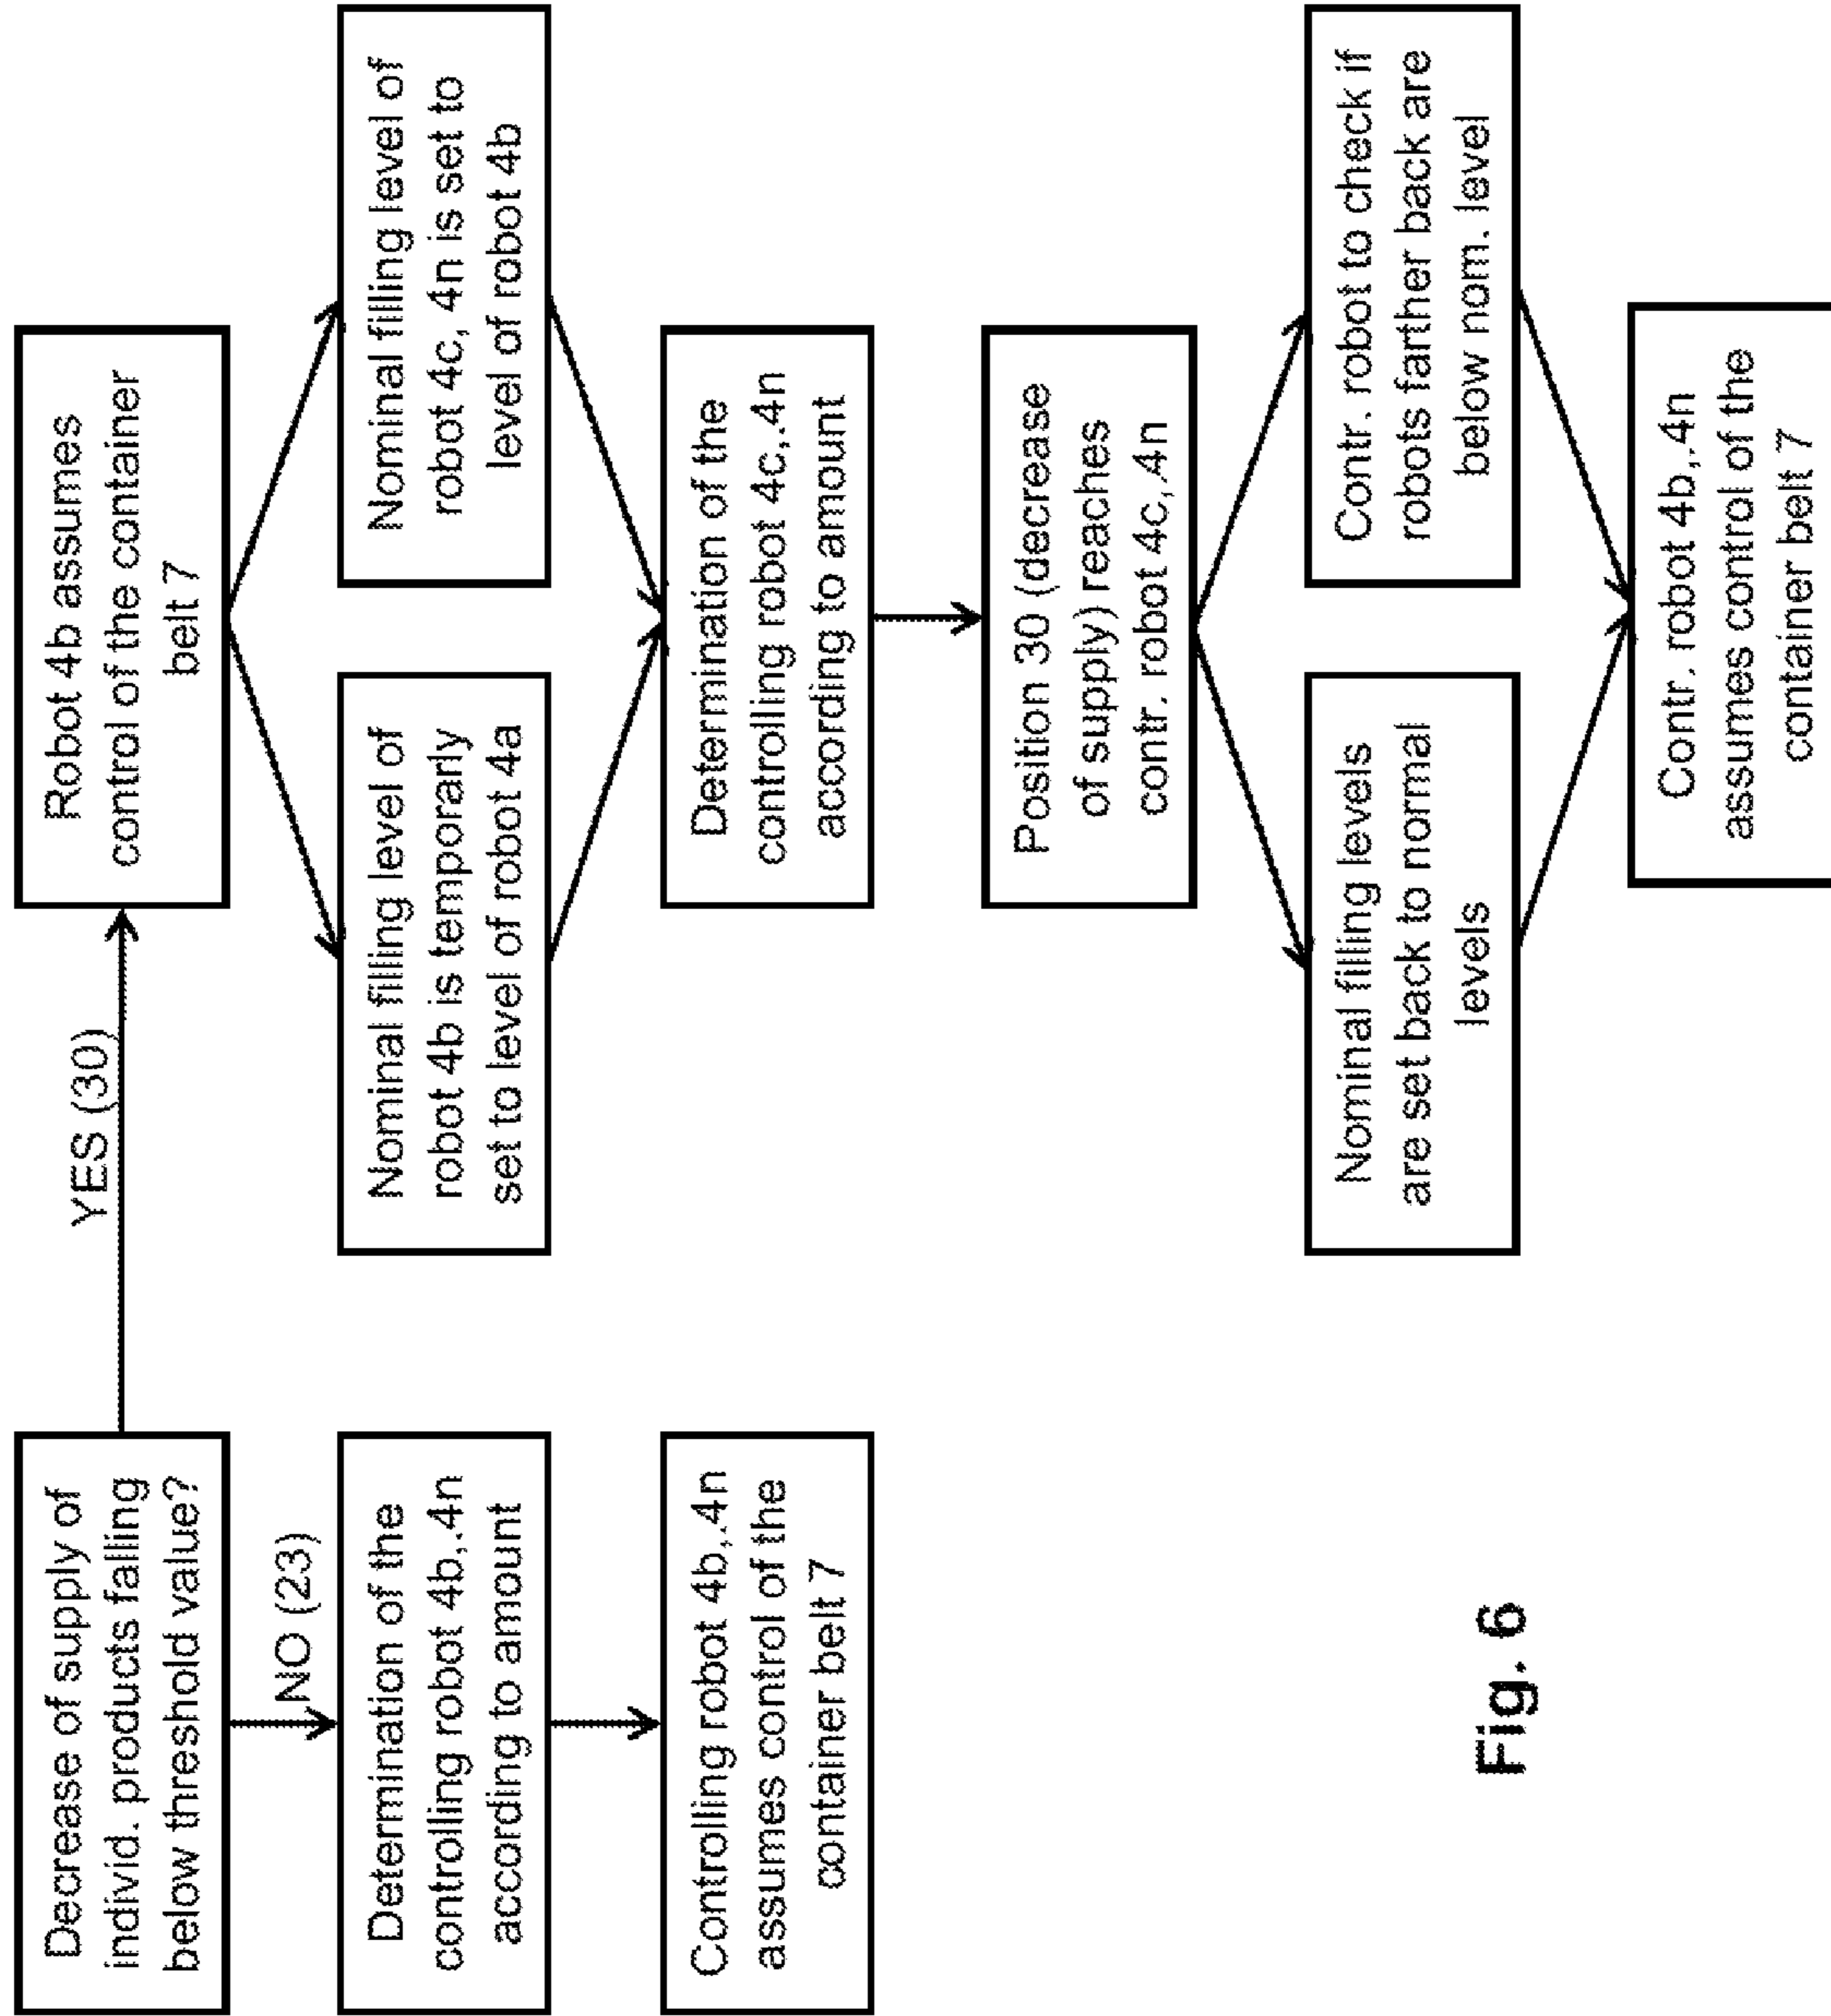 Decrease of supply of
individ. products falling
below threshold value?
YES (30)
NO (23)
Determination of the
controlling robot 4b,.4n
according to amount
Controlling robot 4b,.4n
assumes control of the
container belt 7
Robot 4b assumes
control of the container
belt 7
Nominal filling level of
robot 4b is temporarly
set to level of robot 4a
Nominal filling level of
robot 4c, 4n is set to
level of robot 4b
Determination of the
controlling robot 4c,.4n
according to amount
Position 30 (decrease
of supply) reaches
contr. robot 4c,.4n
Nominal filling levels
are set back to normal
levels
Contr. robot to check if
robots farther back are
below nom. level
Contr. robot 4b,.4n
assumes control of the
container belt 7
Fig. 6